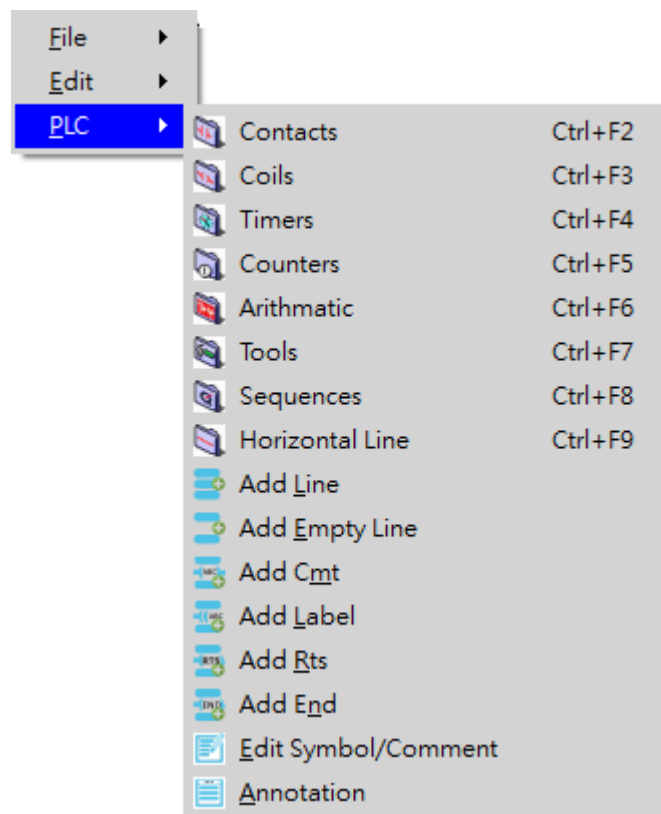 File
Edit
PLC
Contacts Ctrl+F2
Coils Ctrl+F3
Timers Ctrl+F4
Counters Ctrl+F5
Arithmatic Ctrl+F6
Tools Ctrl+F7
Sequences Ctrl+F8
Horizontal Line Ctrl+F9
Add Line
Add Empty Line
Add Cmt
Add Label
Add Rts
Add End
Edit Symbol/Comment
Annotation